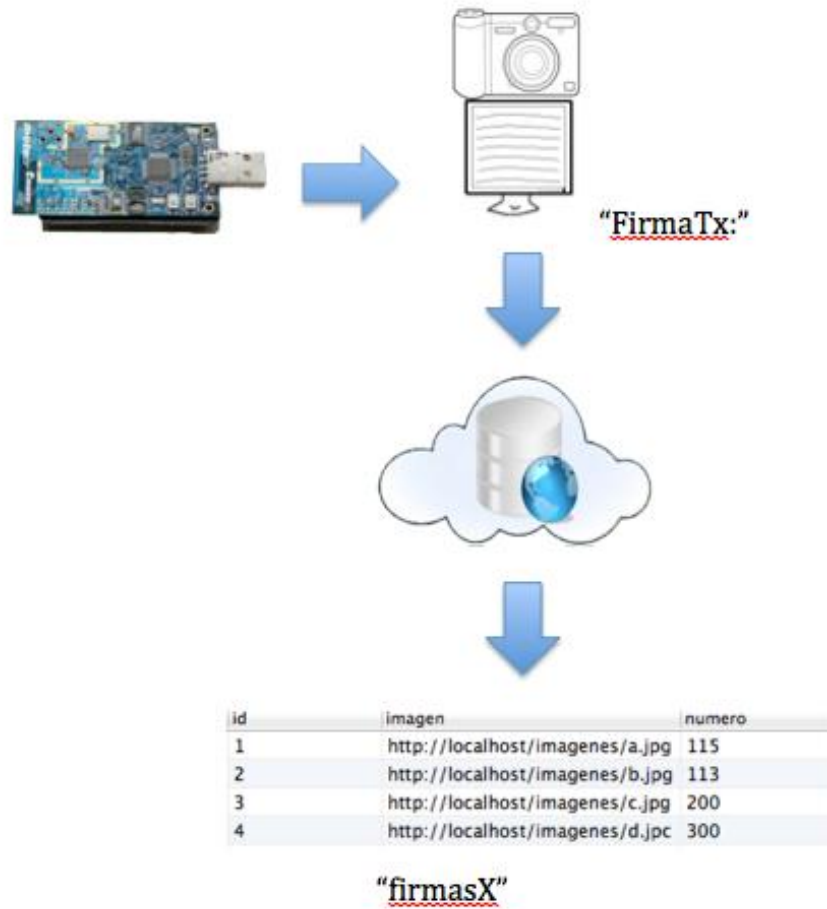 “FirmaTx:”
id imagen numero
1 http://localhost/imagenes/a.jpg 115
2 http://localhost/imagenes/b.jpg 113
3 http://localhost/imagenes/c.jpg 200
4 http://localhost/imagenes/d.jpc 300
“firmasX”